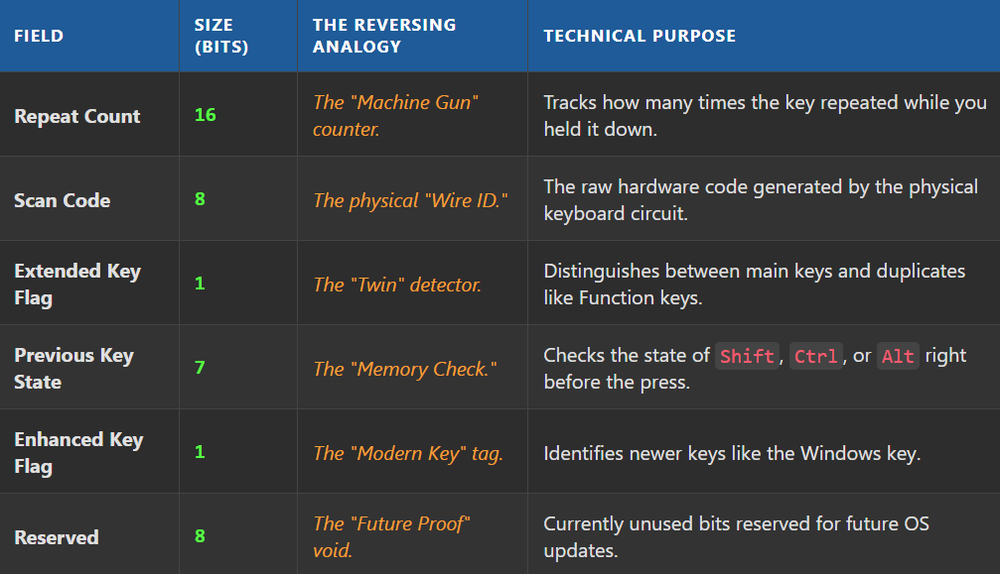 FIELD
SIZE
(BITS)
THE REVERSING
ANALOGY
TECHNICAL PURPOSE
Repeat Count
16
The "Machine Gun"
counter.
Tracks how many times the key repeated while you
held it down.
Scan Code
8
The physical "Wire ID."
The raw hardware code generated by the physical
keyboard circuit.
Extended Key
Flag
1
The "Twin" detector.
Distinguishes between main keys and duplicates
like Function keys.
Previous Key
State
7
The "Memory Check."
Checks the state of Shift, Ctrl, or Alt right
before the press.
Enhanced Key
Flag
1
The "Modern Key" tag.
Identifies newer keys like the Windows key.
Reserved
8
The "Future Proof"
void.
Currently unused bits reserved for future OS
updates.